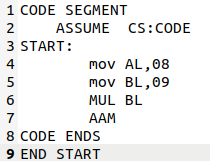 1 CODE SEGMENT
2     ASSUME  CS:CODE
3 START:
4         mov AL,08
5         mov BL,09
6         MUL BL
7         AAM
8 CODE ENDS
9 END START